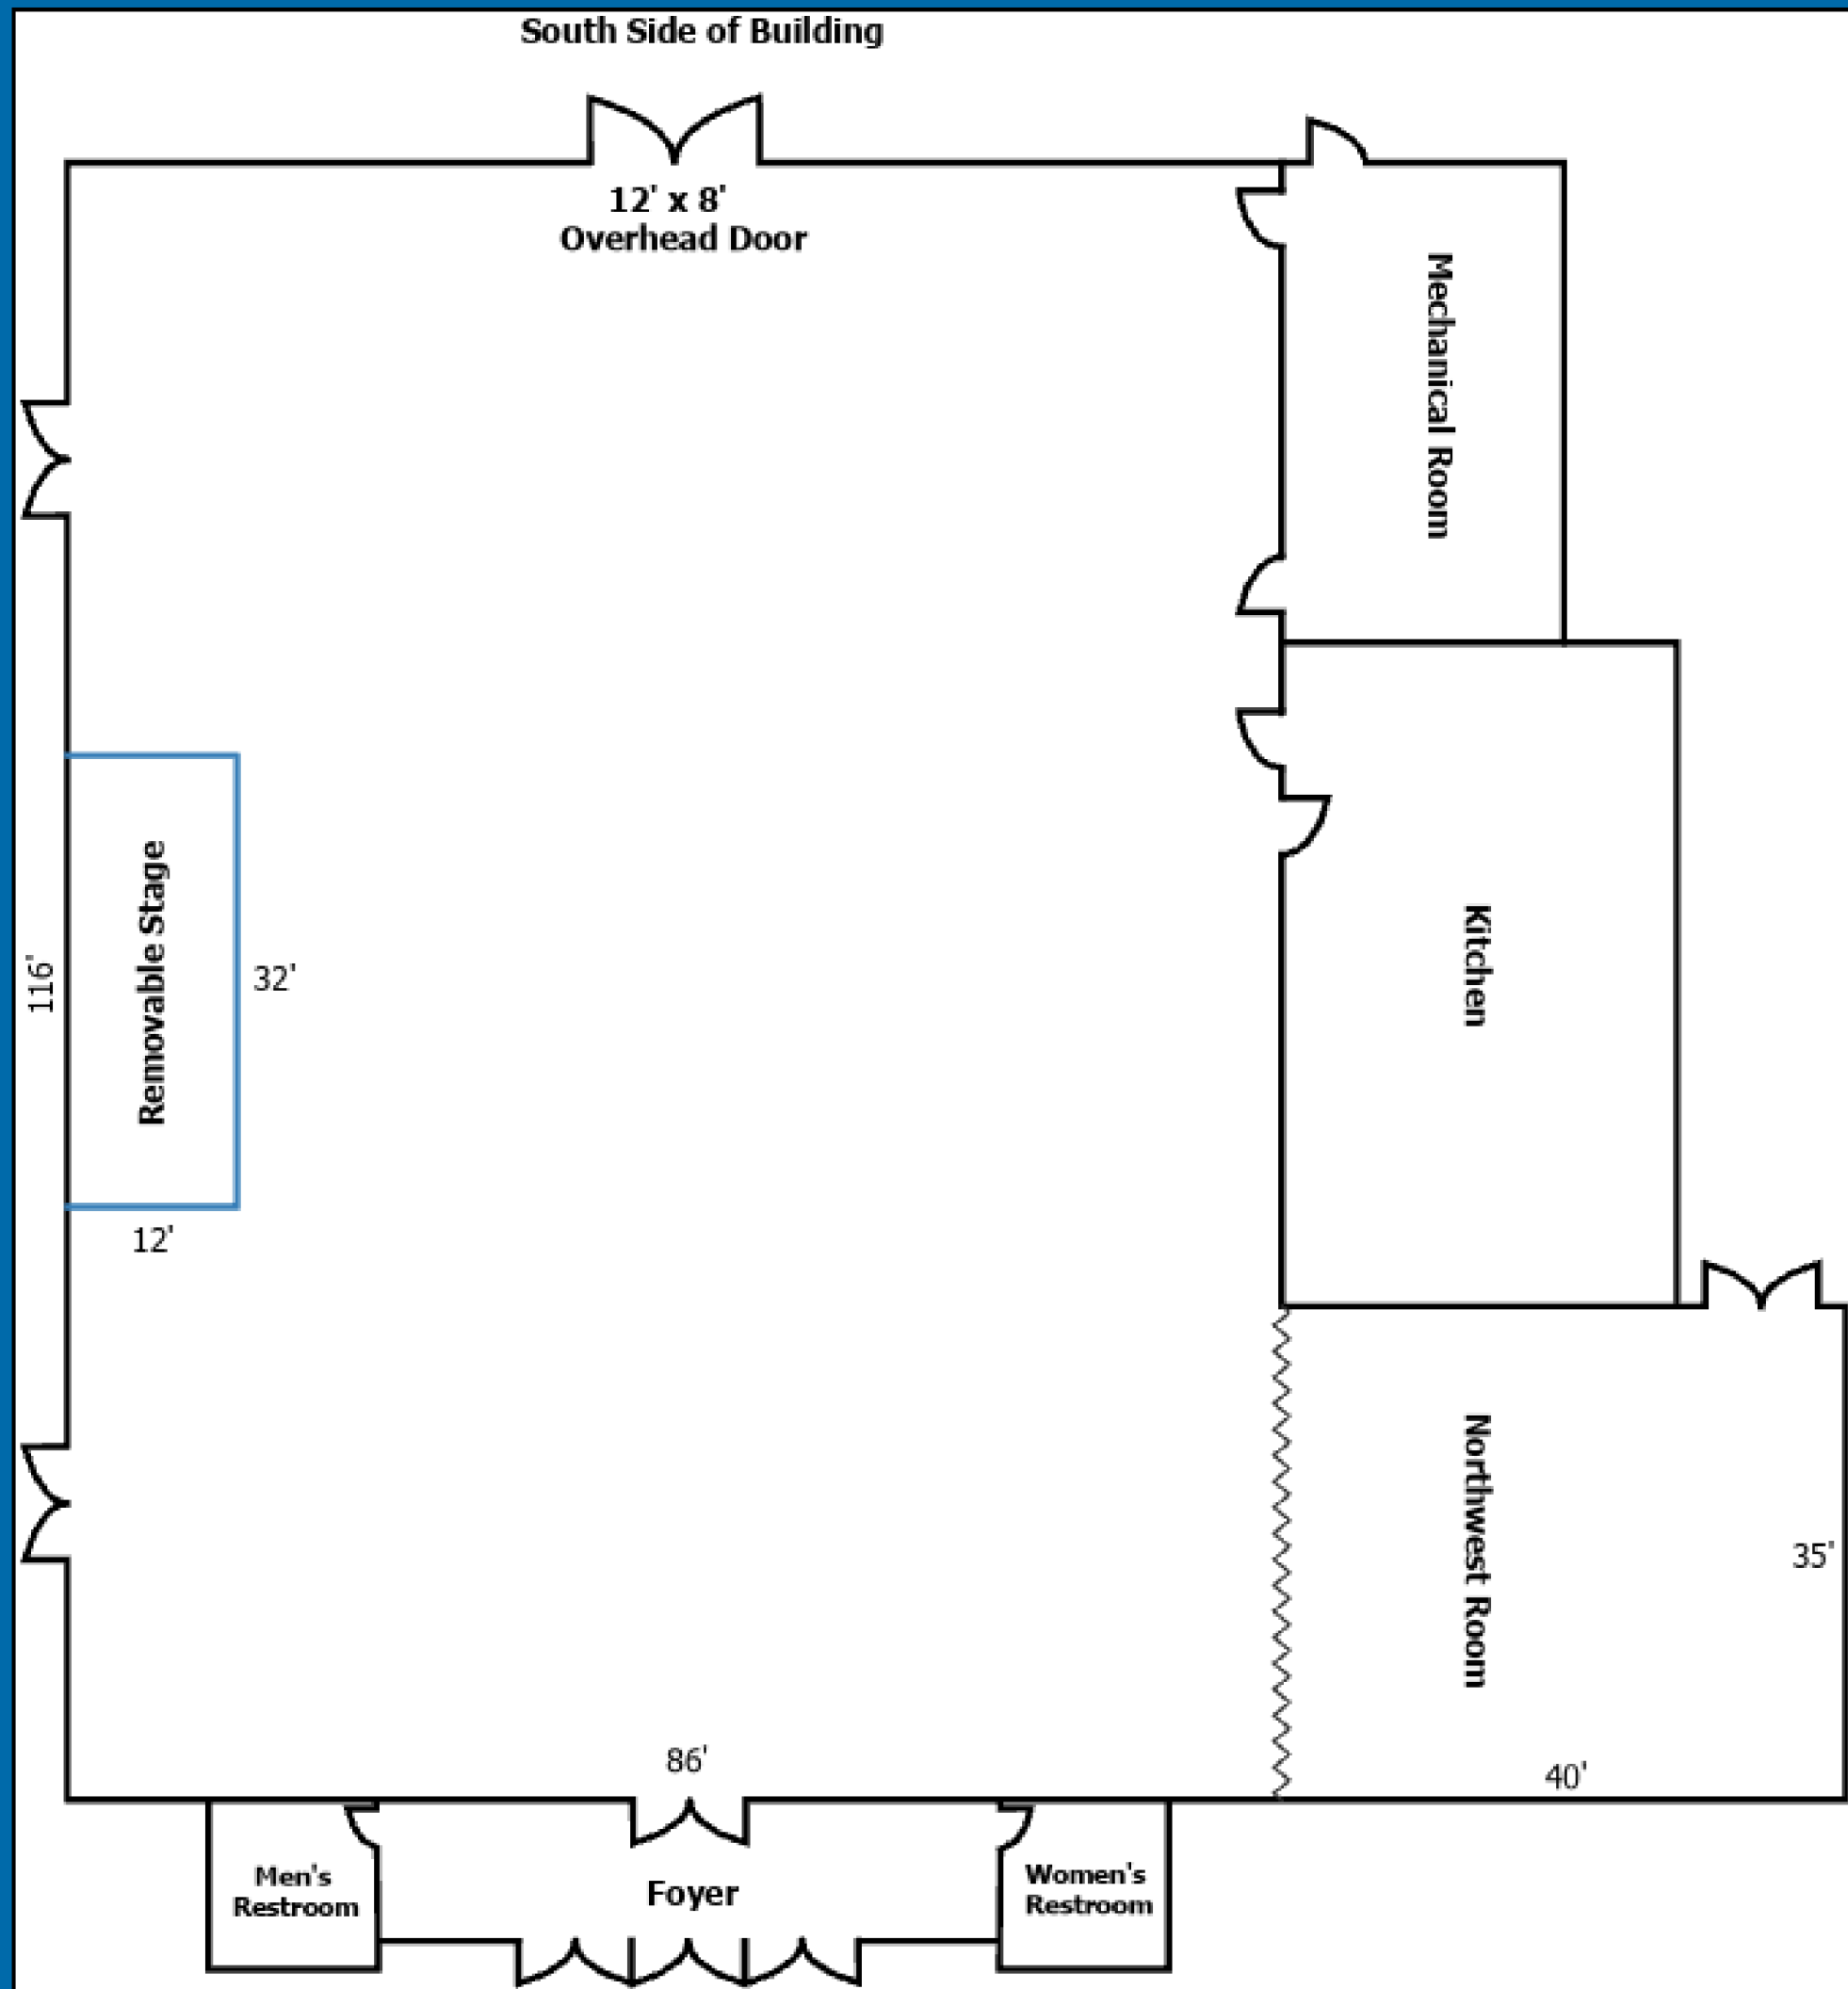 South Side of Building
12' x 8'
Overhead Door
Mechanical Room
Removable Stage
116'
32'
12'
Kitchen
Northwest Room
35'
86'
40'
Men's
Restroom
Foyer
Women's
Restroom